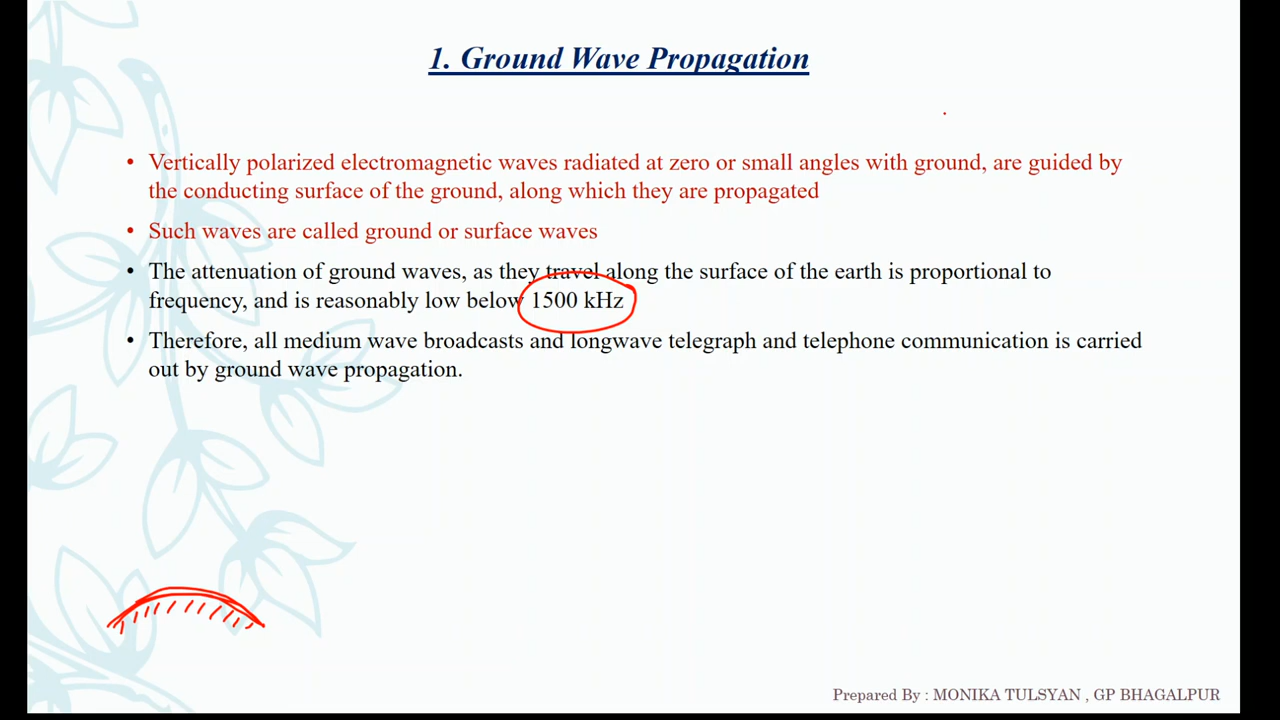 1. Ground Wave Propagation
• Vertically polarized electromagnetic waves radiated at zero or small angles with ground, are guided by
the conducting surface of the ground, along which they are propagated
• Such waves are called ground or surface waves
• The attenuation of ground waves, as they travel along the surface of the earth is proportional to
frequency, and is reasonably low below 1500 kHz
• Therefore, all medium wave broadcasts and longwave telegraph and telephone communication is carried
out by ground wave propagation.
Prepared By : MONIKA TULSYAN , GP BHAGALPUR